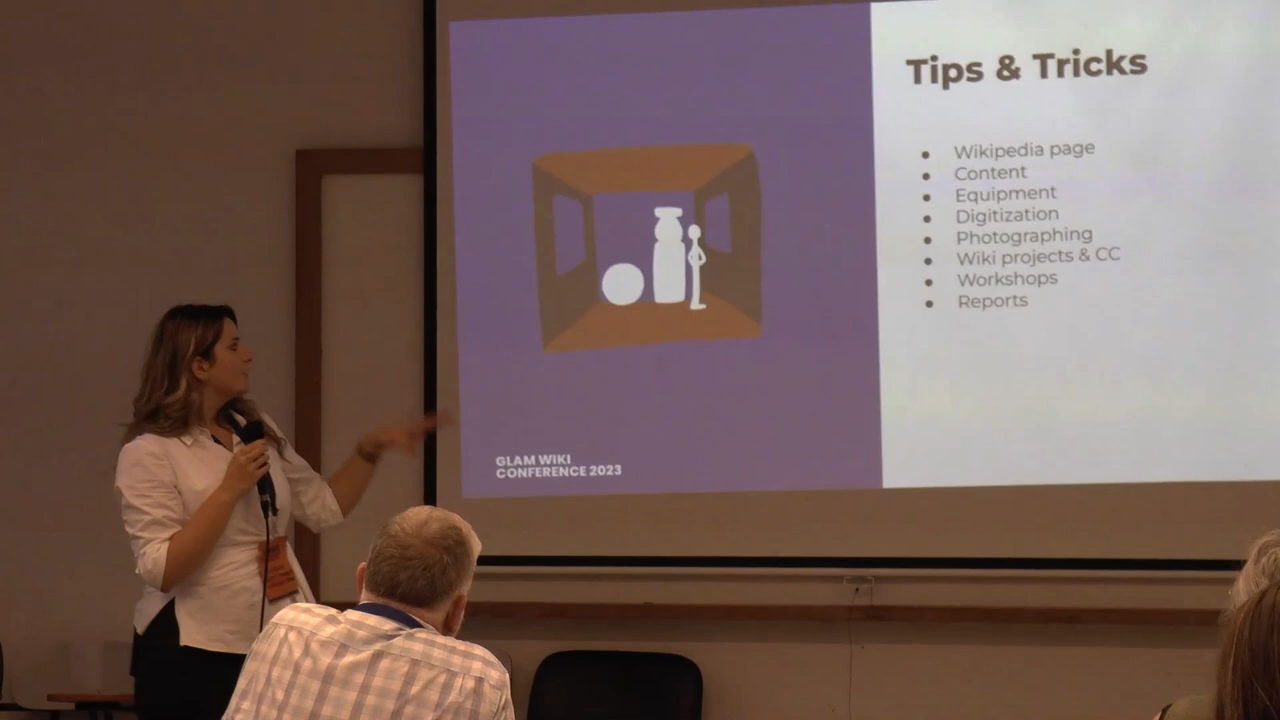 Tips & Tricks
Wikipedia page
Content
Equipment
Digitization
Photographing
Wiki projects & CC
Workshops
Reports
GLAM WIKI
CONFERENCE 2023